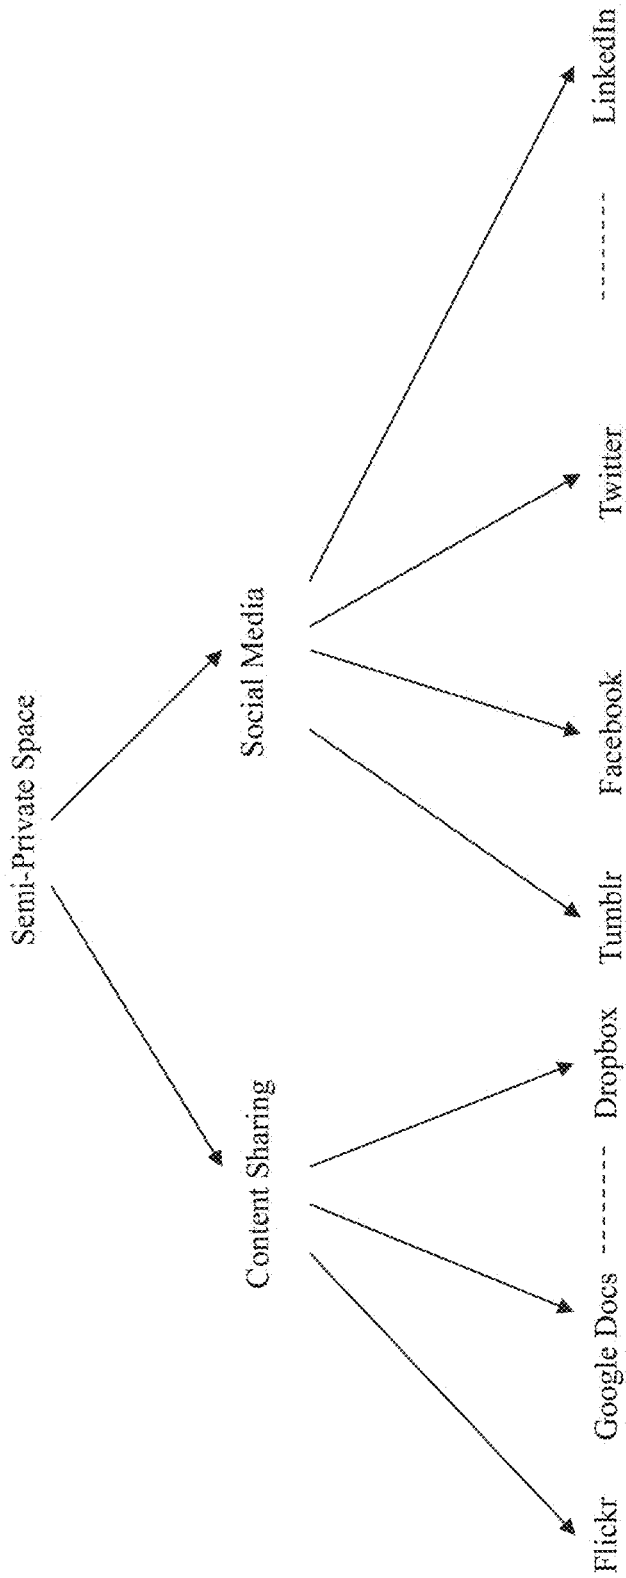 Semi-Private Space
Content Sharing
Social Media
Flickr
Google Docs
Dropbox
Tumblr
Facebook
Twitter
LinkedIn